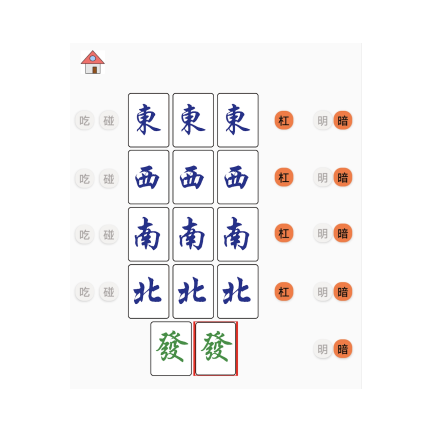 吃 碰 東 東 東 杠 明 暗
吃 碰 西 西 西 杠 明 暗
吃 碰 南 南 南 杠 明 暗
吃 碰 北 北 北 杠 明 暗
發 發 明 暗